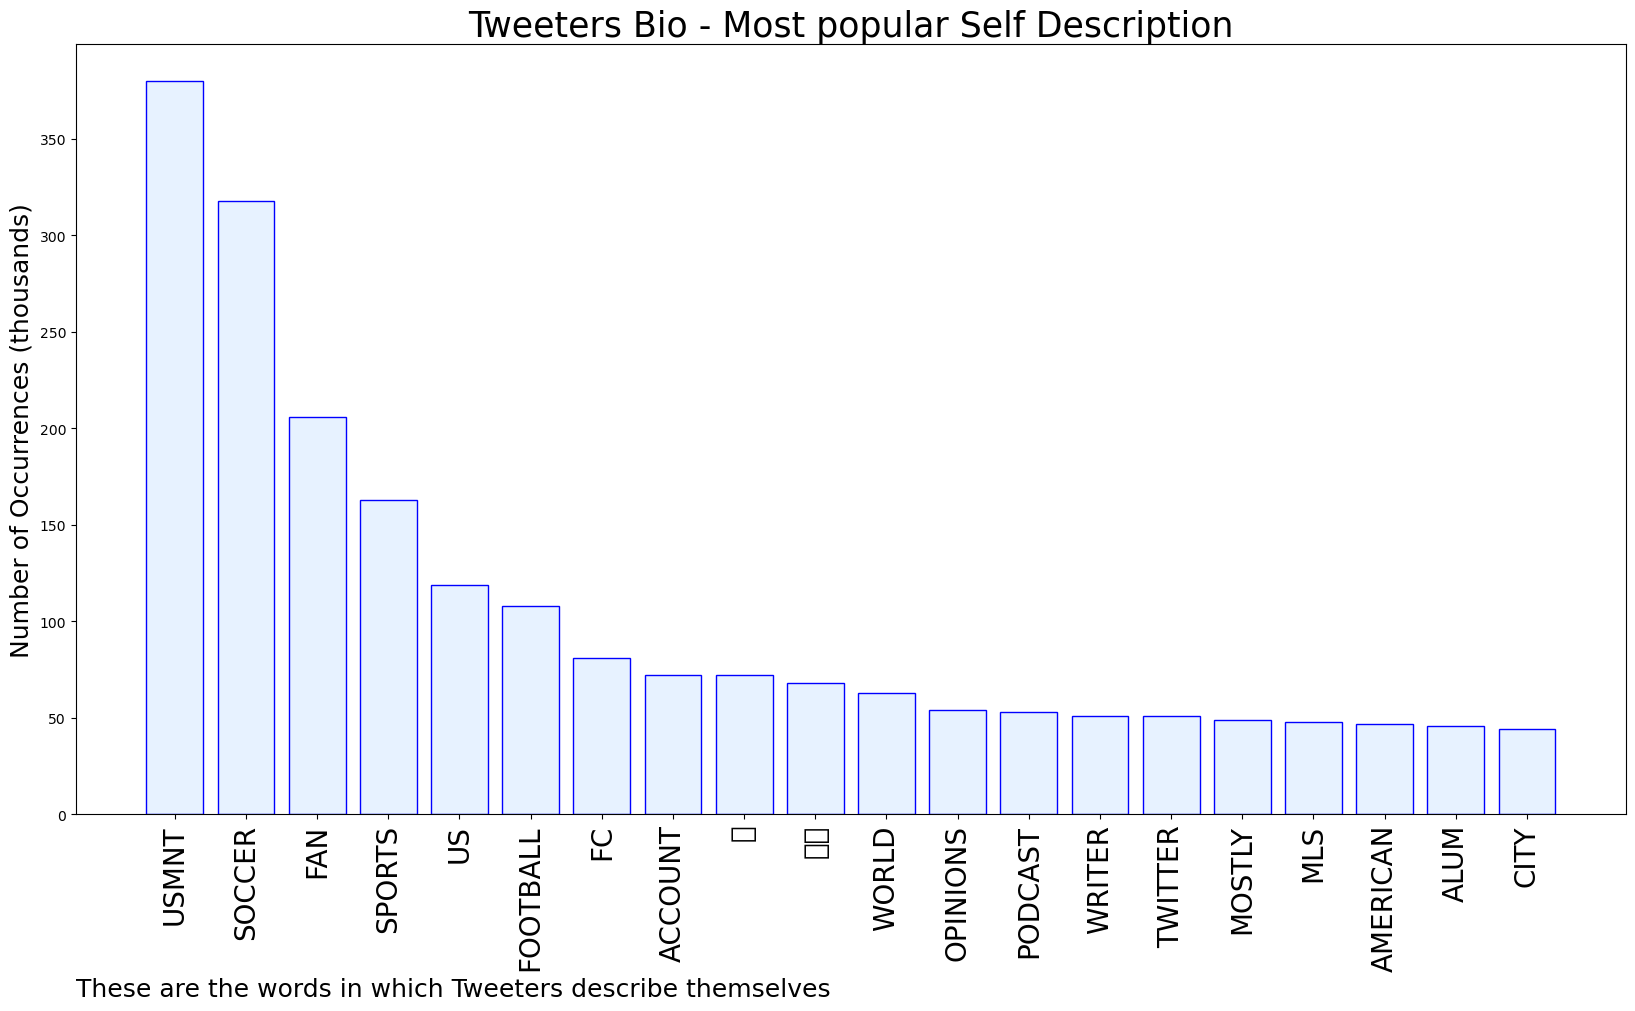 Tweeters Bio - Most popular Self Description
Number of Occurrences (thousands)
350
300
250
200
150
100
50
0
USMNT
SOCCER
FAN
SPORTS
US
FOOTBALL
FC
ACCOUNT
WORLD
OPINIONS
PODCAST
WRITER
TWITTER
MOSTLY
MLS
AMERICAN
ALUM
CITY
These are the words in which Tweeters describe themselves